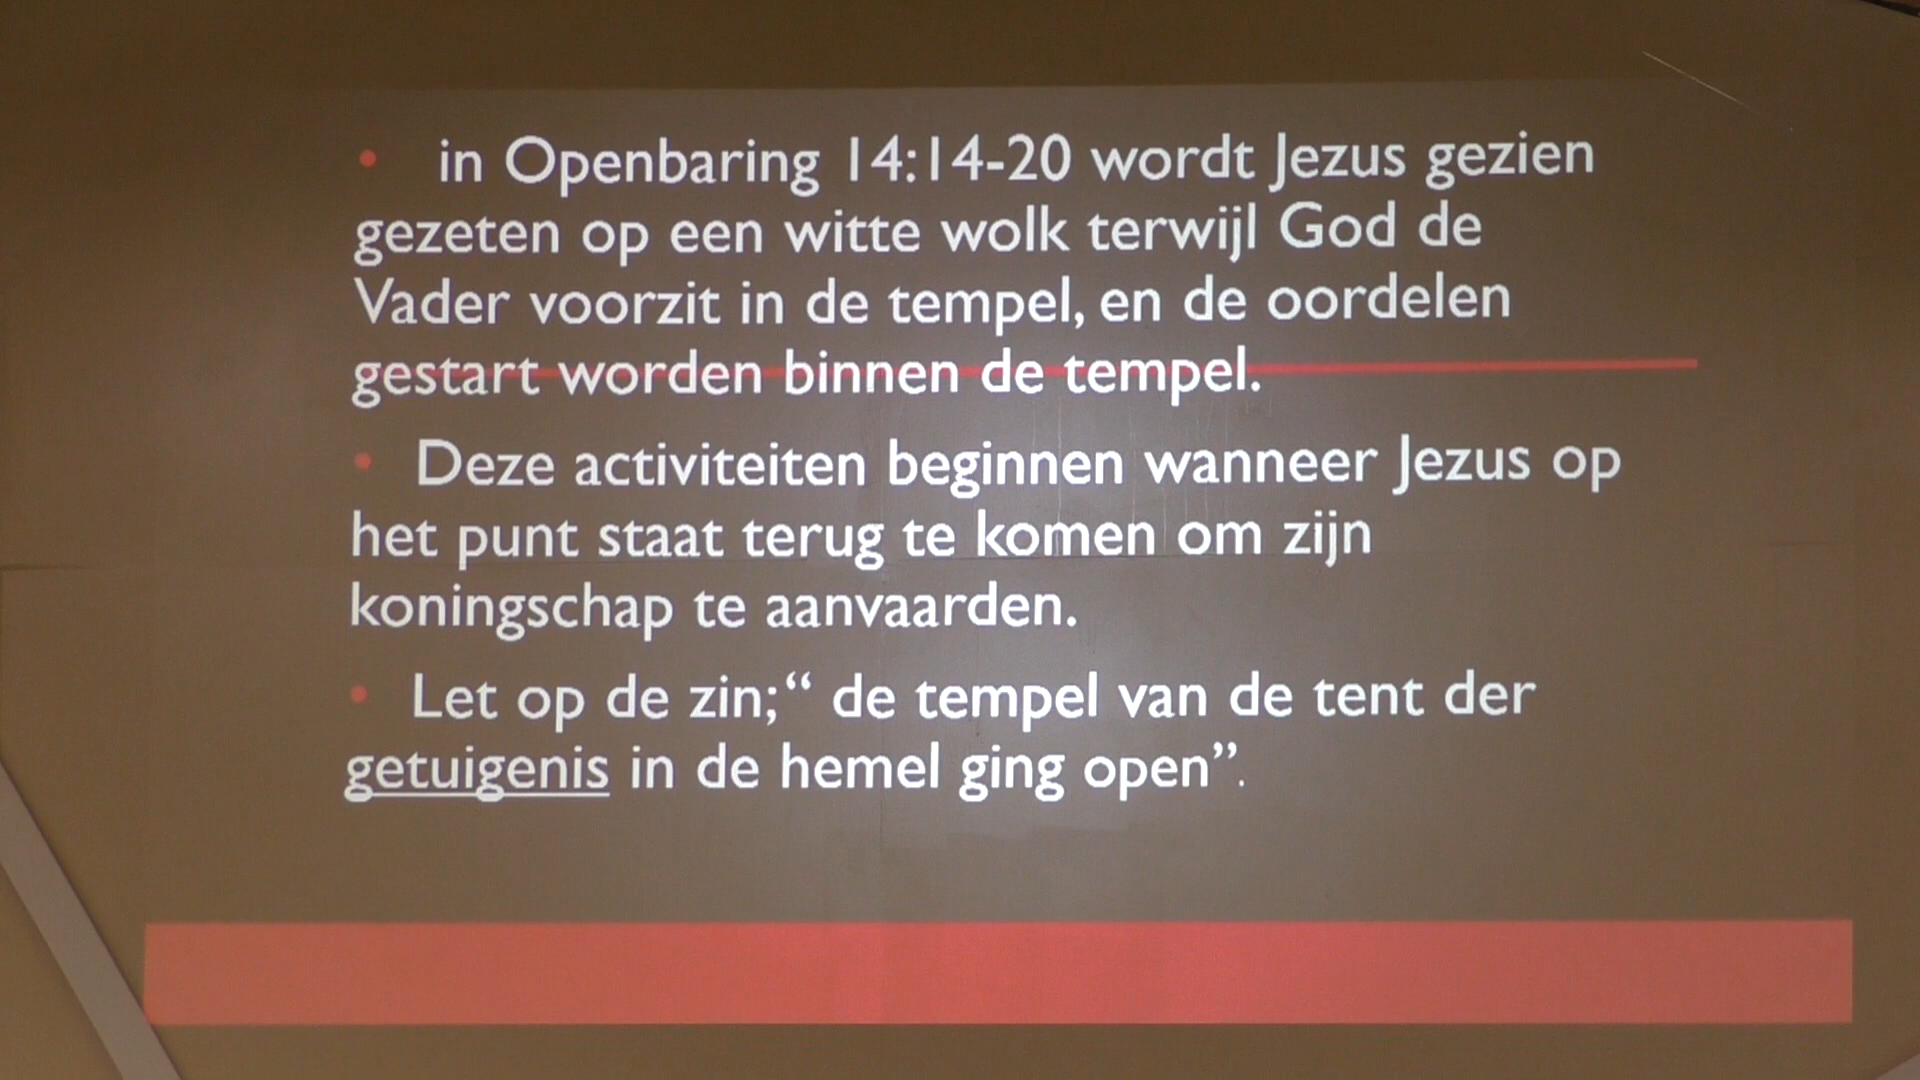 • in Openbaring 14:14-20 wordt Jezus gezien
gezeten op een witte wolk terwijl God de
Vader voorzit in de tempel, en de oordelen
gestart worden binnen de tempel.
• Deze activiteiten beginnen wanneer Jezus op
het punt staat terug te komen om zijn
koningschap te aanvaarden.
• Let op de zin;“ de tempel van de tent der
getuigenis in de hemel ging open”.